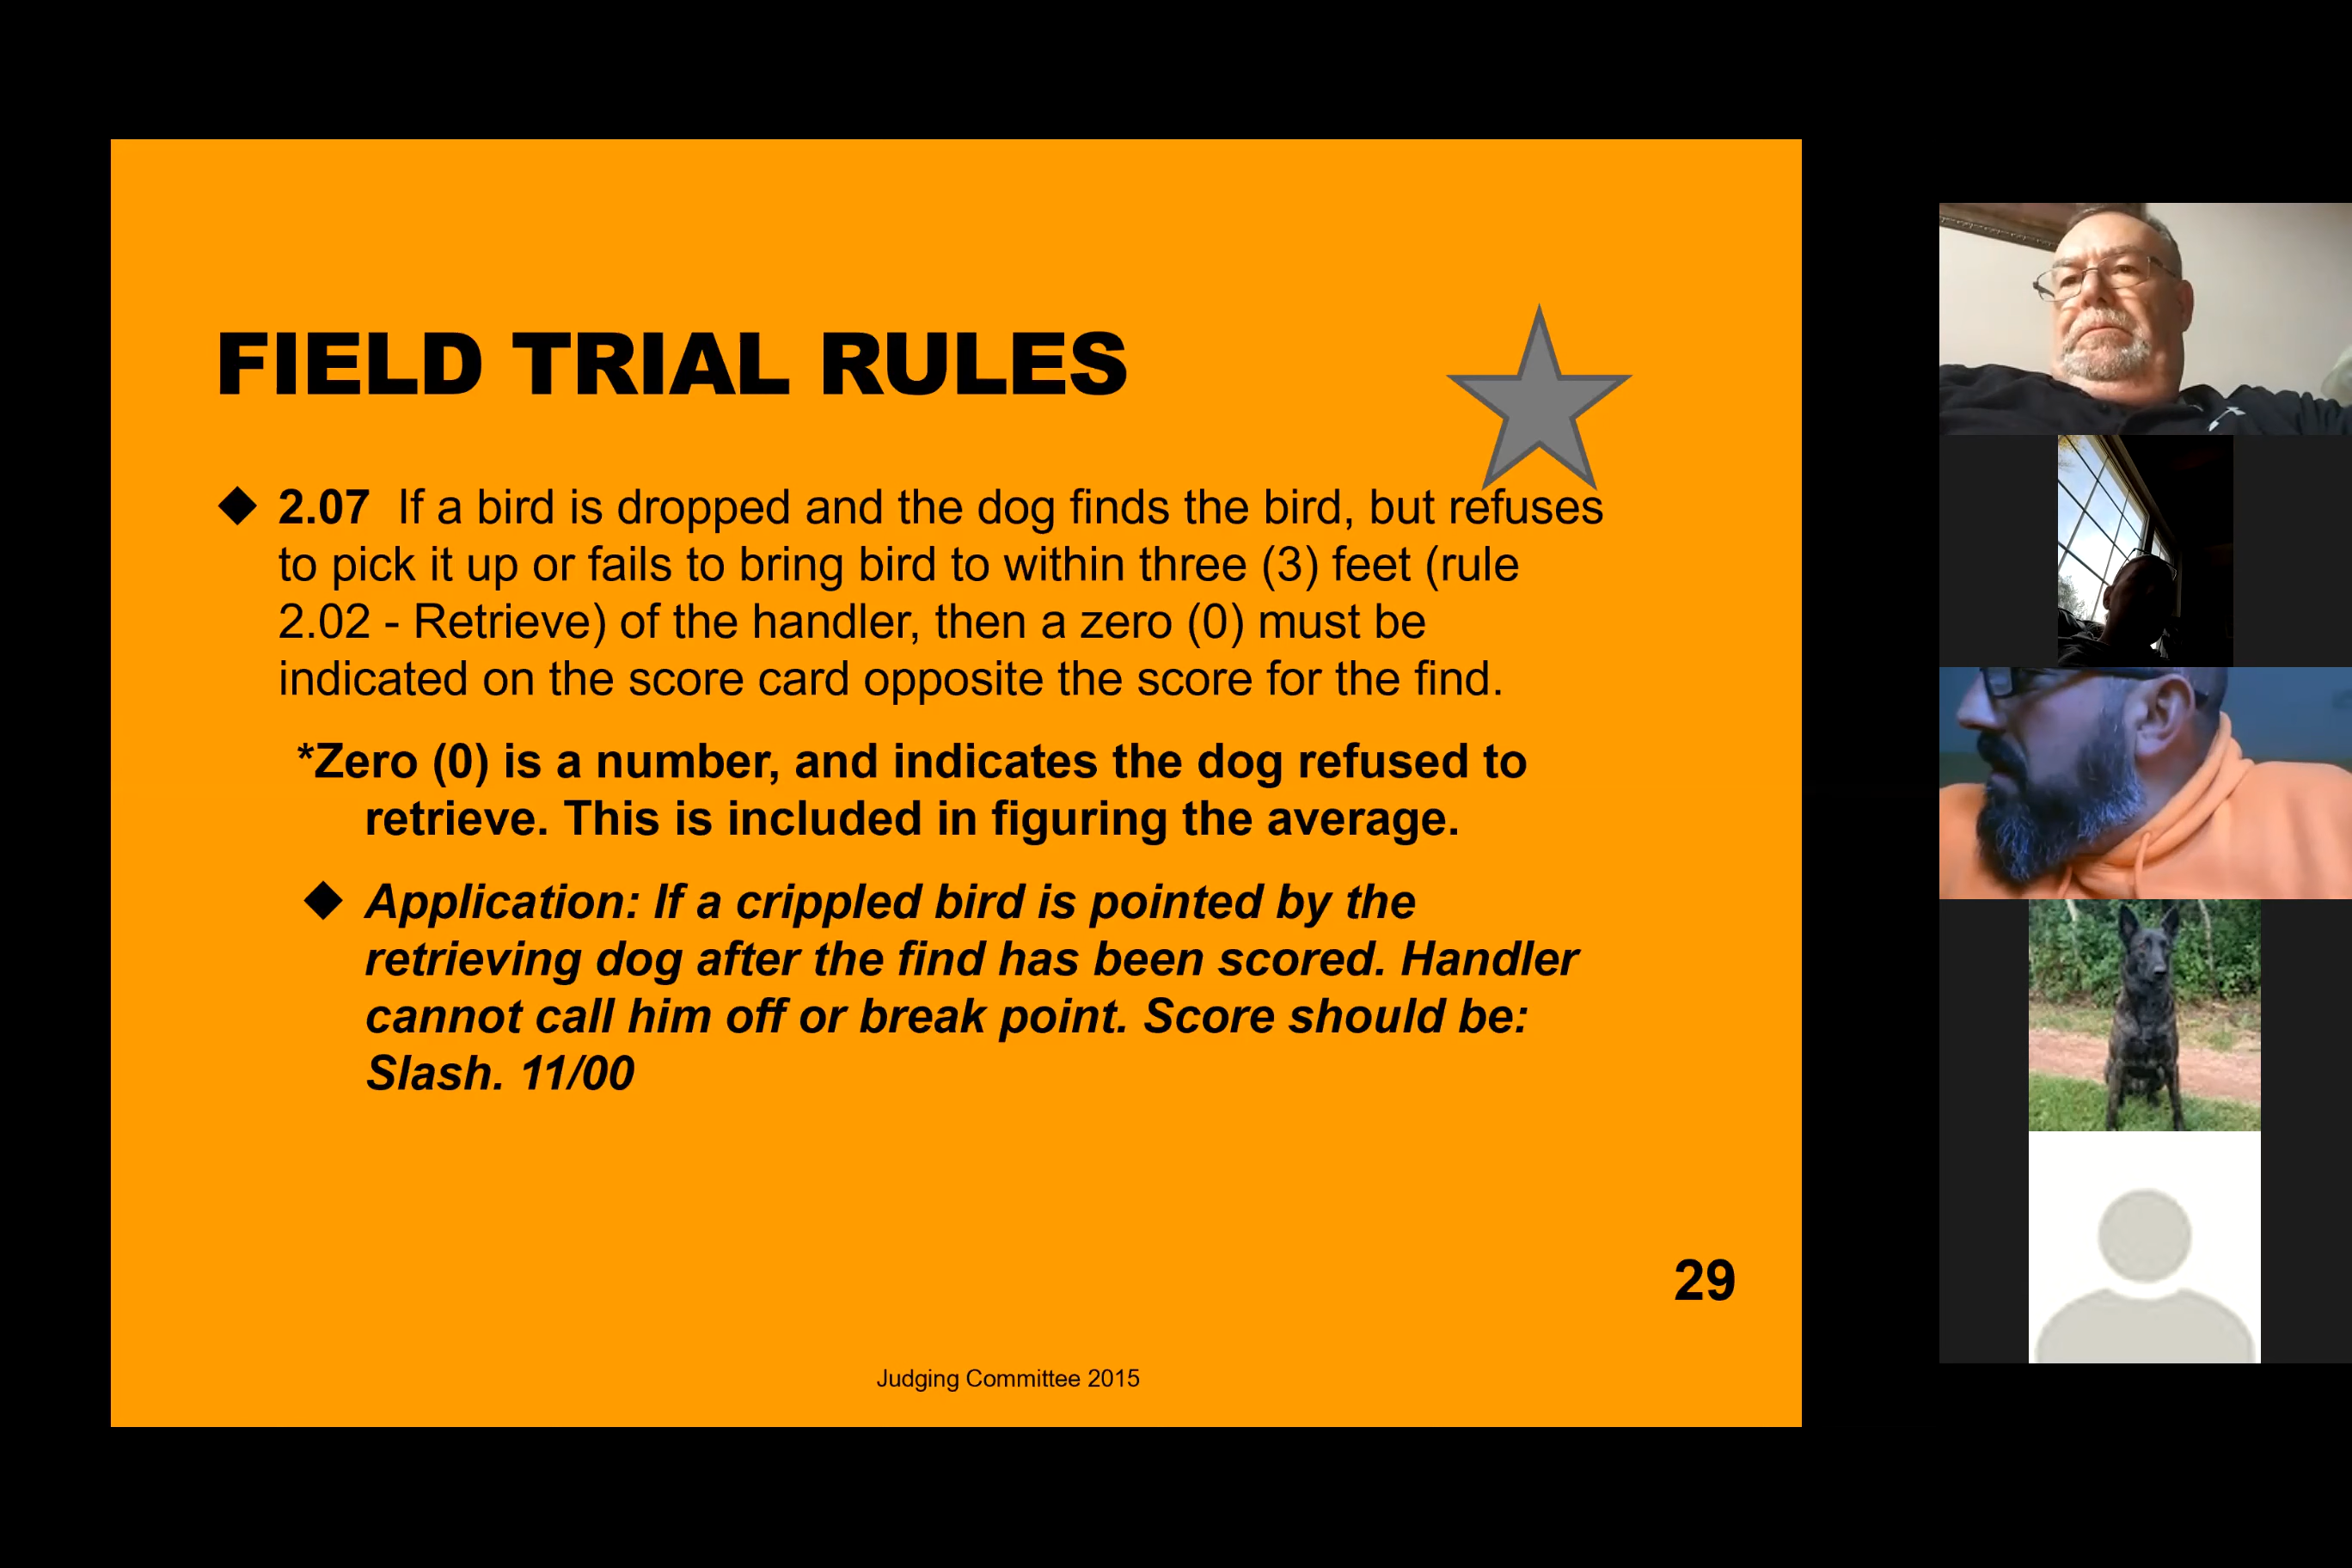 FIELD TRIAL RULES
2.07 If a bird is dropped and the dog finds the bird, but refuses
to pick it up or fails to bring bird to within three (3) feet (rule
2.02 - Retrieve) of the handler, then a zero (0) must be
indicated on the score card opposite the score for the find.
*Zero (0) is a number, and indicates the dog refused to
retrieve. This is included in figuring the average.
Application: If a crippled bird is pointed by the
retrieving dog after the find has been scored. Handler
cannot call him off or break point. Score should be:
Slash. 11/00
29
Judging Committee 2015